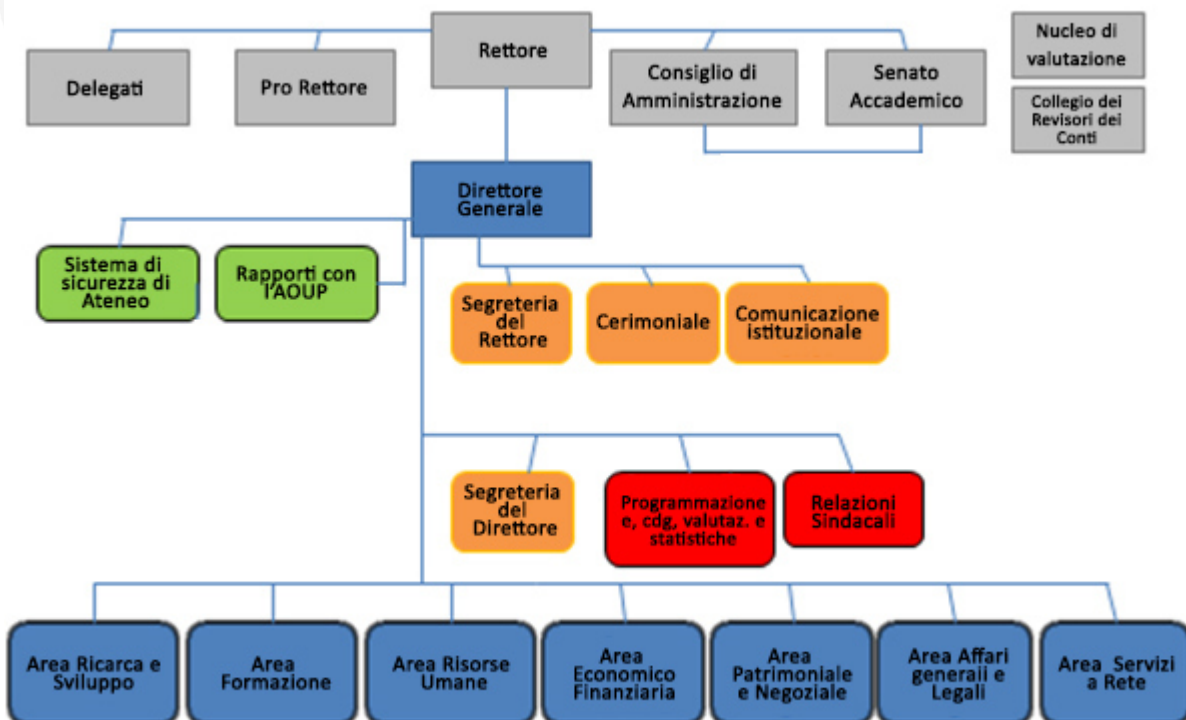 Rettore
Nucleo di
valutazione
Delegati
Pro Rettore
Consiglio di
Amministrazione
Senato
Accademico
Collegio dei
Revisori dei
Conti
Direttore
Generale
Sistema di
sicurezza di
Ateneo
Rapporti con
l'AOUP
Segreteria
del
Rettore
Cerimoniale
Comunicazione
istituzionale
Segreteria
del
Direttore
Programmazione
e, cdg, valutaz. e
statistiche
Relazioni
Sindacali
Area Ricarca e
Sviluppo
Area
Formazione
Area Risorse
Umane
Area
Economico
Finanziaria
Area
Patrimoniale
e Negoziale
Area Affari
generali e
Legali
Area Servizi
a Rete